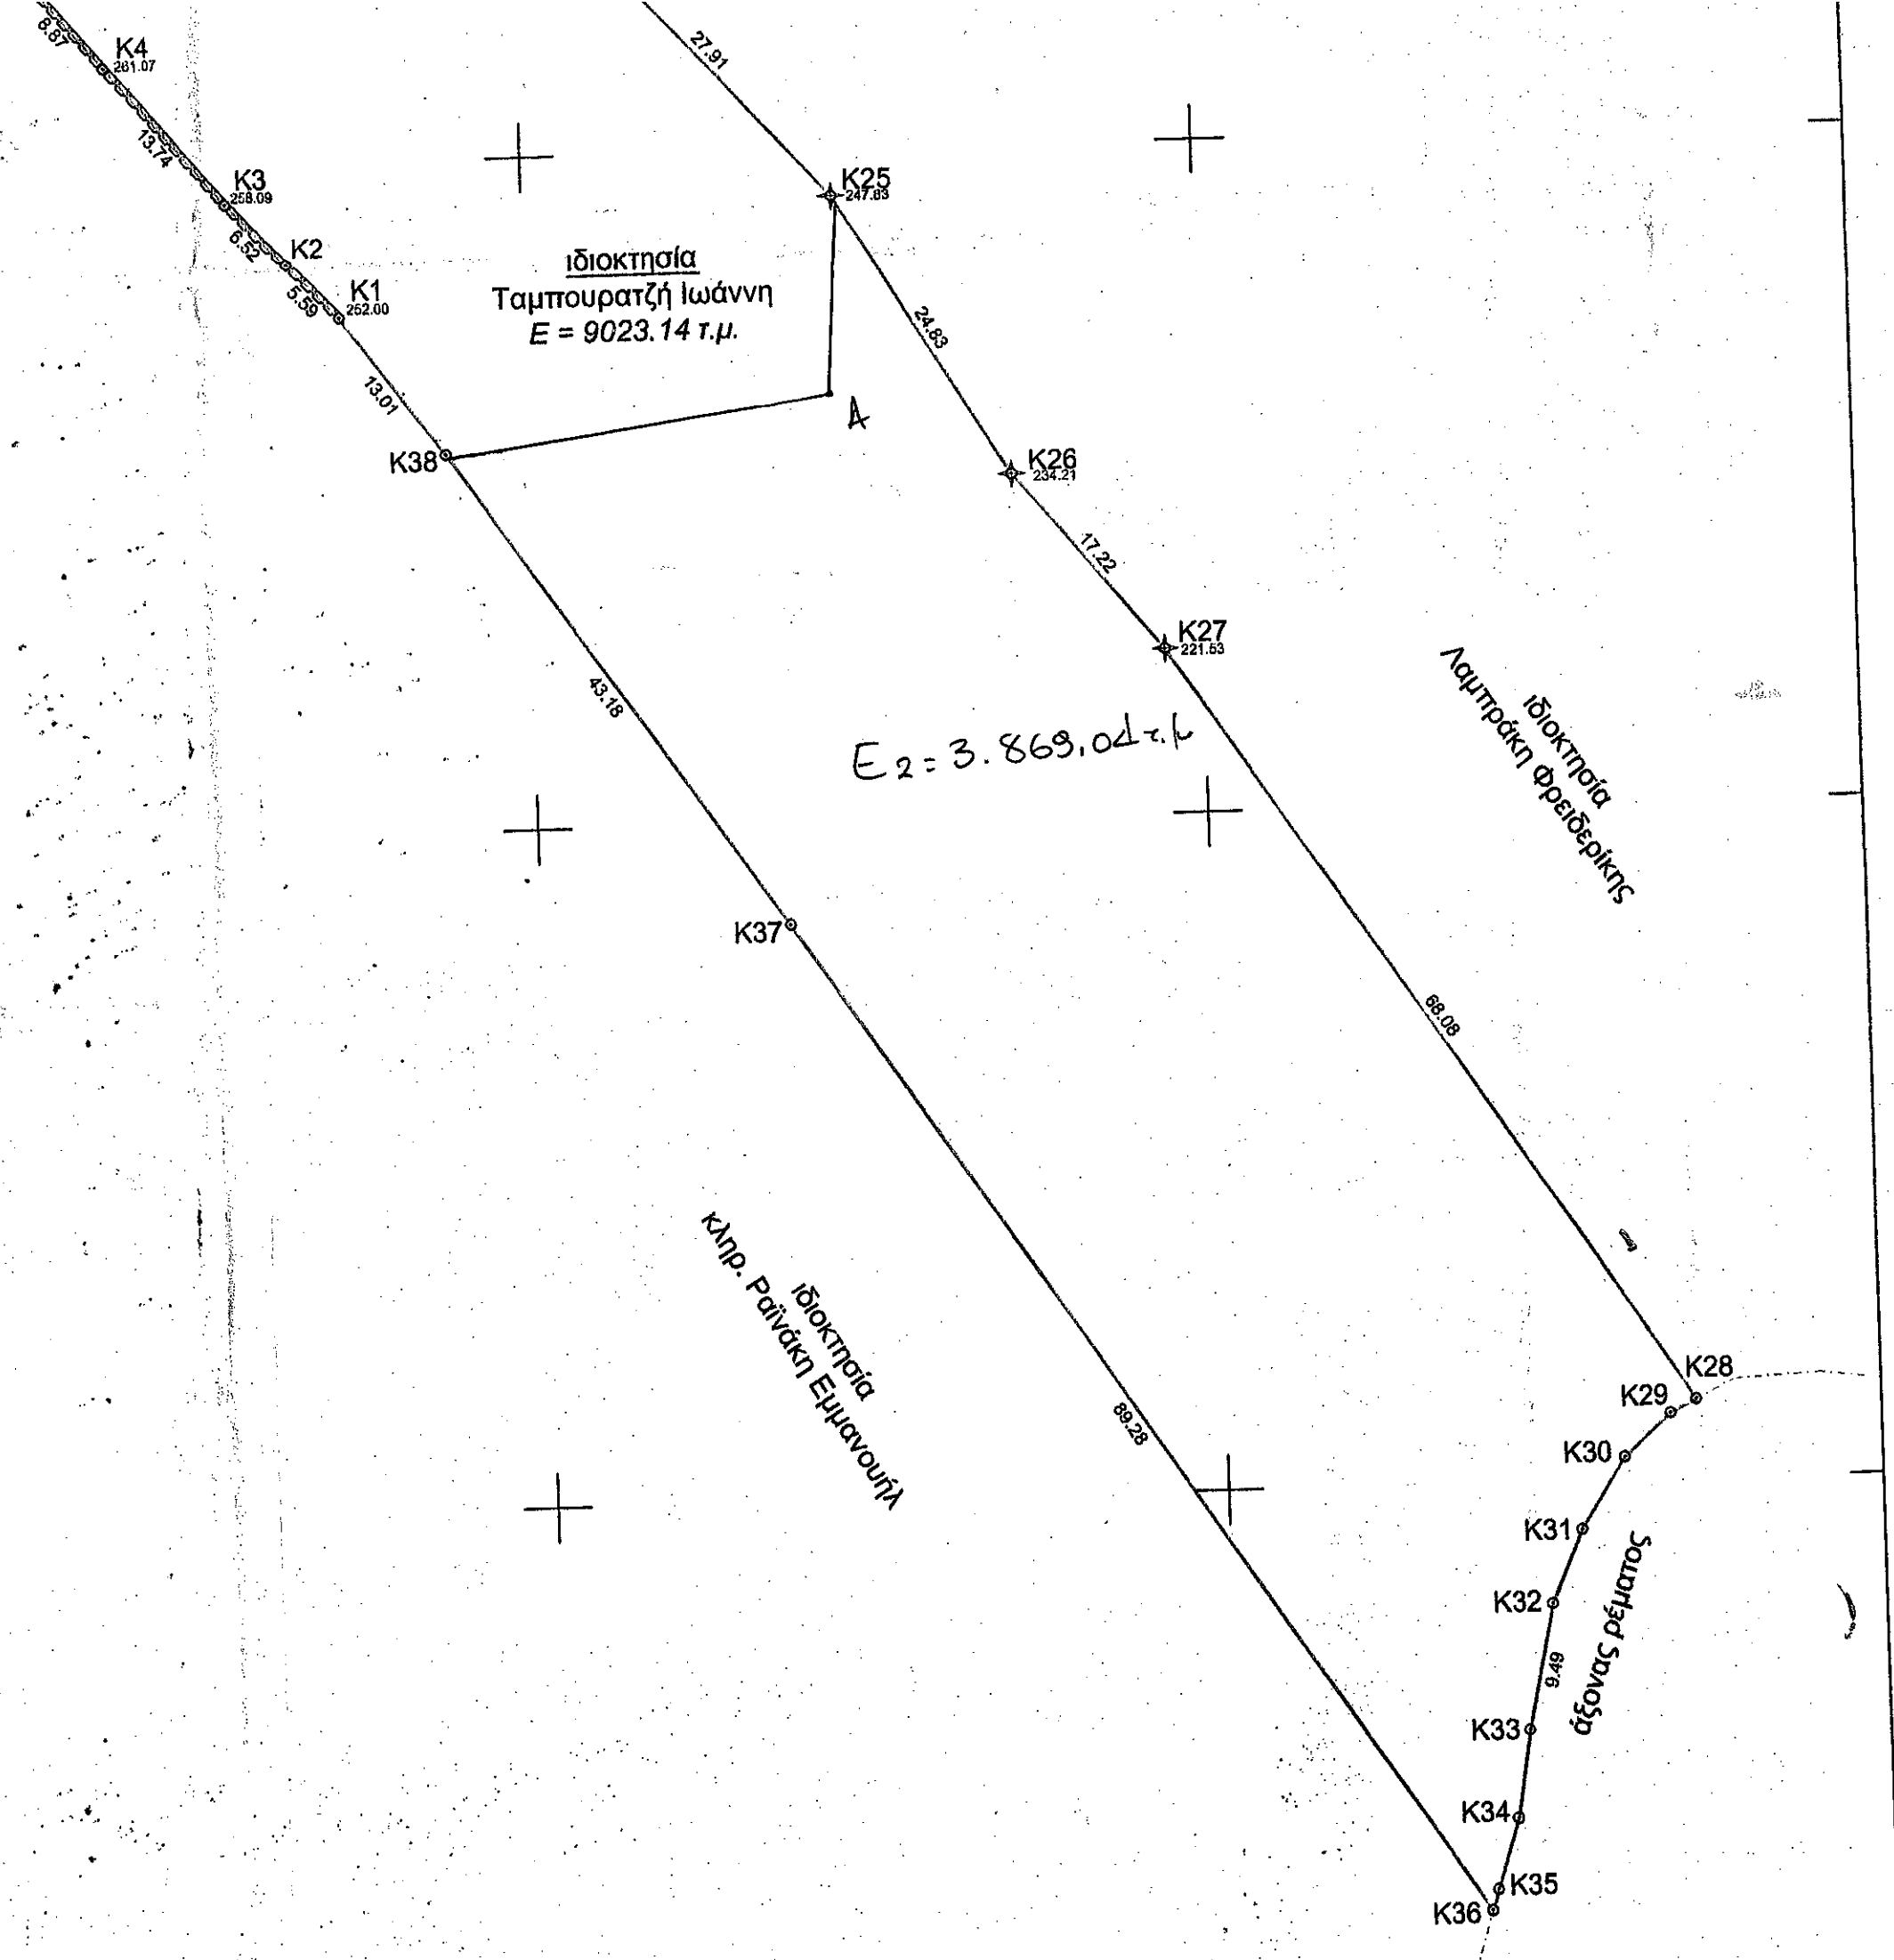 8.87
K4
261.07
13.74
K3
258.09
6.52
K2
5.59
K1
252.00
13.01
K38
ιδιοκτησία
Ταμπουρατζή Ιωάννη
E = 9023.14 τ.μ.
27.91
K25
247.83
24.83
A
K26
234.21
17.22
K27
221.53
43.18
E2 = 3.869,01 τ.μ
ιδιοκτησία
Λαμπράκη Φρειδερίκης
K37
68.08
ιδιοκτησία
κληρ. Ραϊνάκη Εμμανουήλ
89.28
K28
K29
K30
K31
K32
9.49
άξονας ρέματος
K33
K34
K35
K36